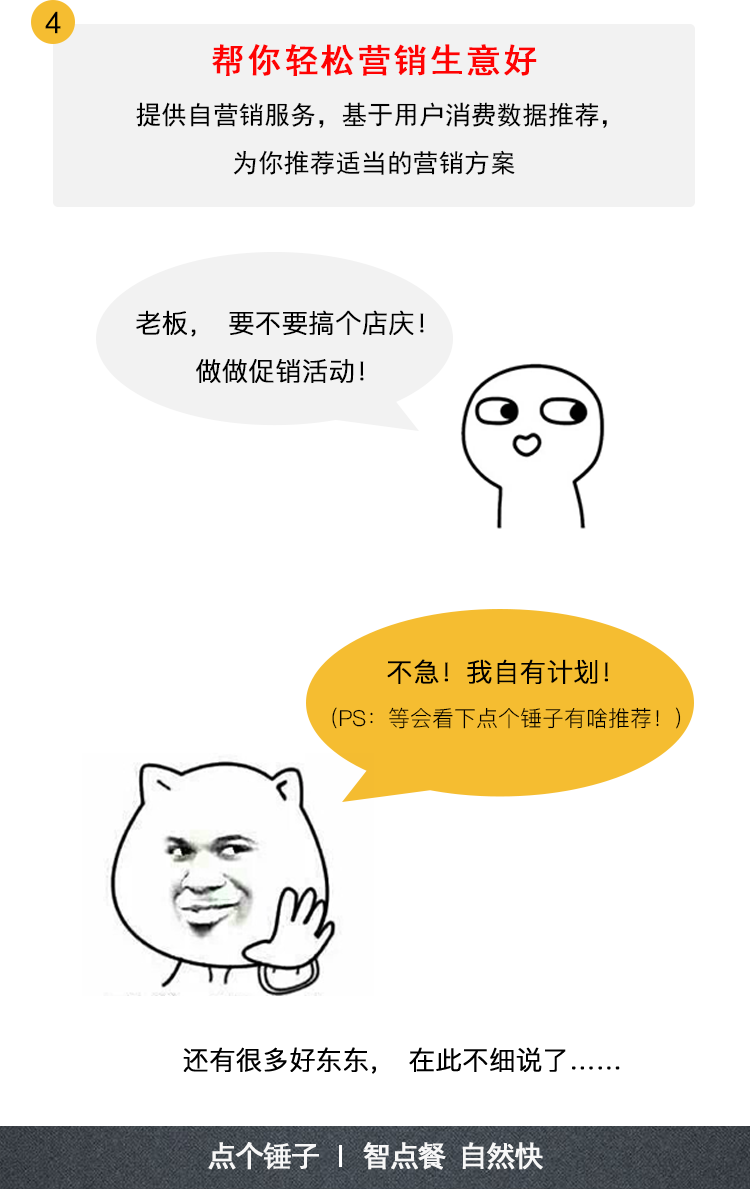 4
帮你轻松营销生意好
提供自营销服务，基于用户消费数据推荐，
为你推荐适当的营销方案
老板， 要不要搞个店庆！
做做促销活动！
不急！我自有计划！
（PS：等会看下点个锤子有啥推荐！）
还有很多好东东， 在此不细说了……
点个锤子 | 智点餐 自然快